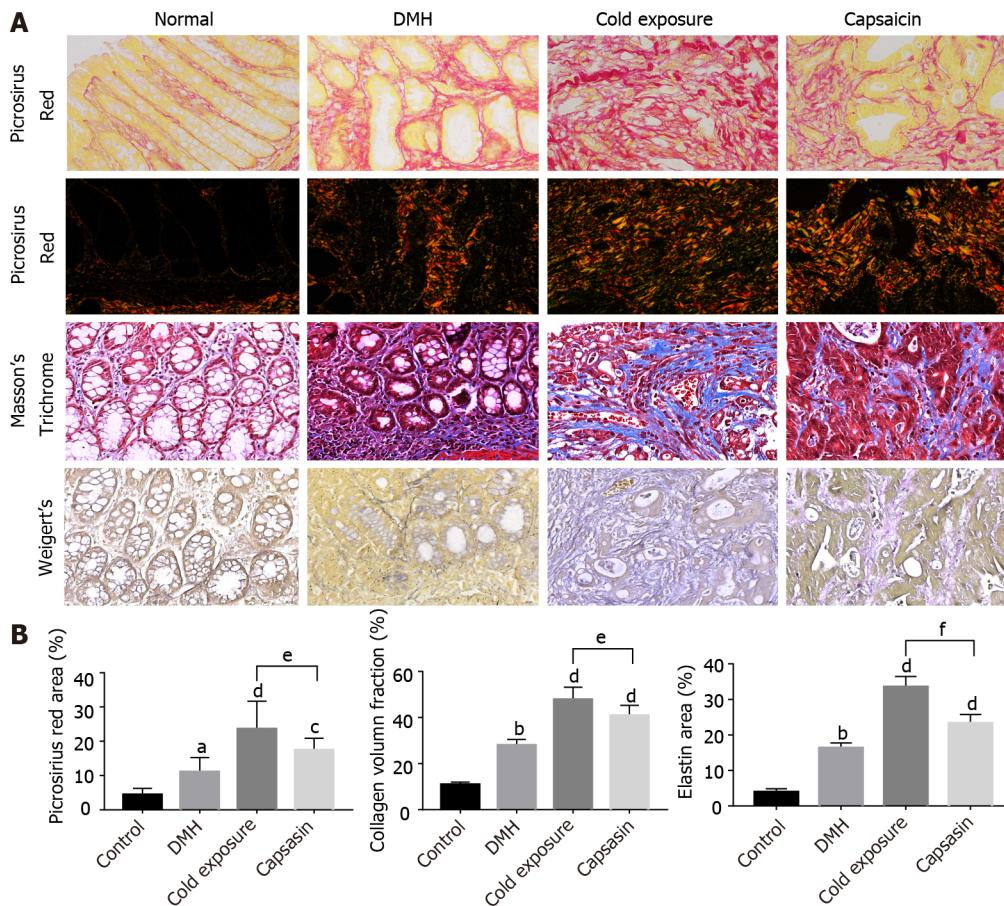 A
Normal
DMH
Cold exposure
Capsaicin
Picrosirus
Red
Picrosirus
Red
Masson's
Trichrome
Weigert's
B
Picrosirius red area (%)
40
30
20
10
0
a
d
c
e
Control
DMH
Cold exposure
Capsasin
Collagen volumn fraction (%)
60
40
20
0
b
d
d
e
Control
DMH
Cold exposure
Capsasin
Elastin area (%)
40
30
20
10
0
b
d
d
f
Control
DMH
Cold exposure
Capsasin